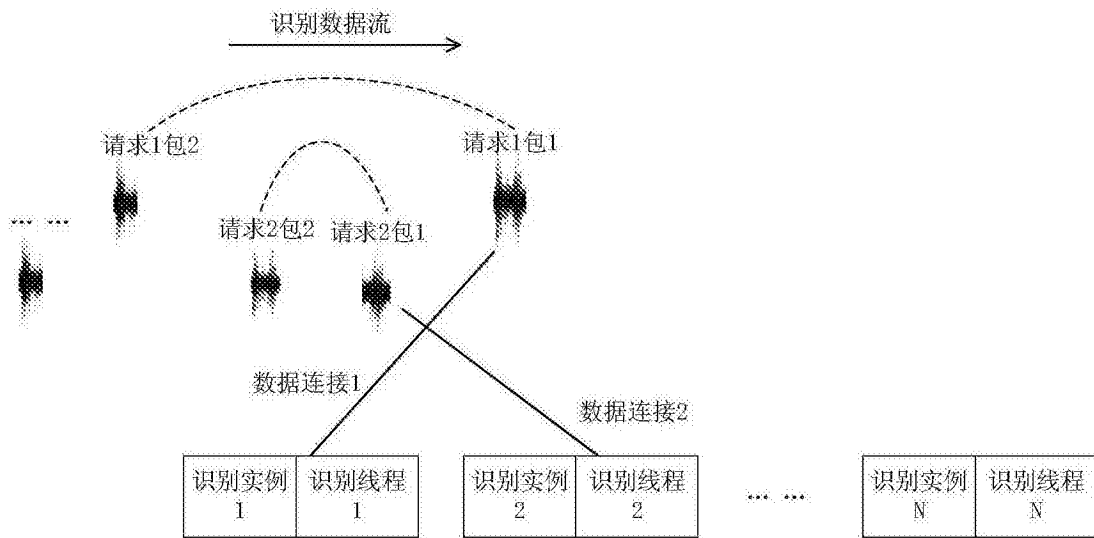 识别数据流
请求1包2
请求1包1
… …
请求2包2
请求2包1
数据连接1
数据连接2
识别实例
1
识别线程
1
识别实例
2
识别线程
2
… …
识别实例
N
识别线程
N